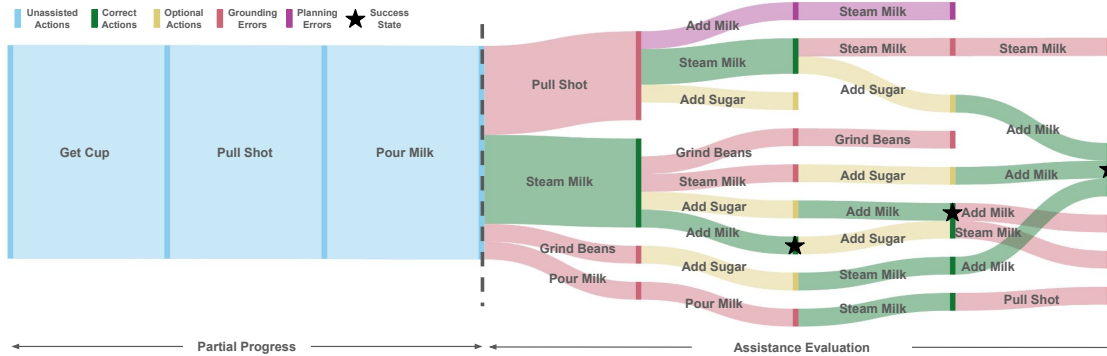 Unassisted Actions
Correct Actions
Optional Actions
Grounding Errors
Planning Errors
Success State
Get Cup
Pull Shot
Pour Milk
Pull Shot
Steam Milk
Grind Beans
Pour Milk
Add Milk
Steam Milk
Add Sugar
Grind Beans
Steam Milk
Add Sugar
Add Milk
Add Sugar
Pour Milk
Steam Milk
Steam Milk
Add Sugar
Grind Beans
Add Sugar
Add Milk
Add Sugar
Steam Milk
Steam Milk
Steam Milk
Add Milk
Add Milk
Add Milk
Steam Milk
Add Milk
Pull Shot
Partial Progress
Assistance Evaluation